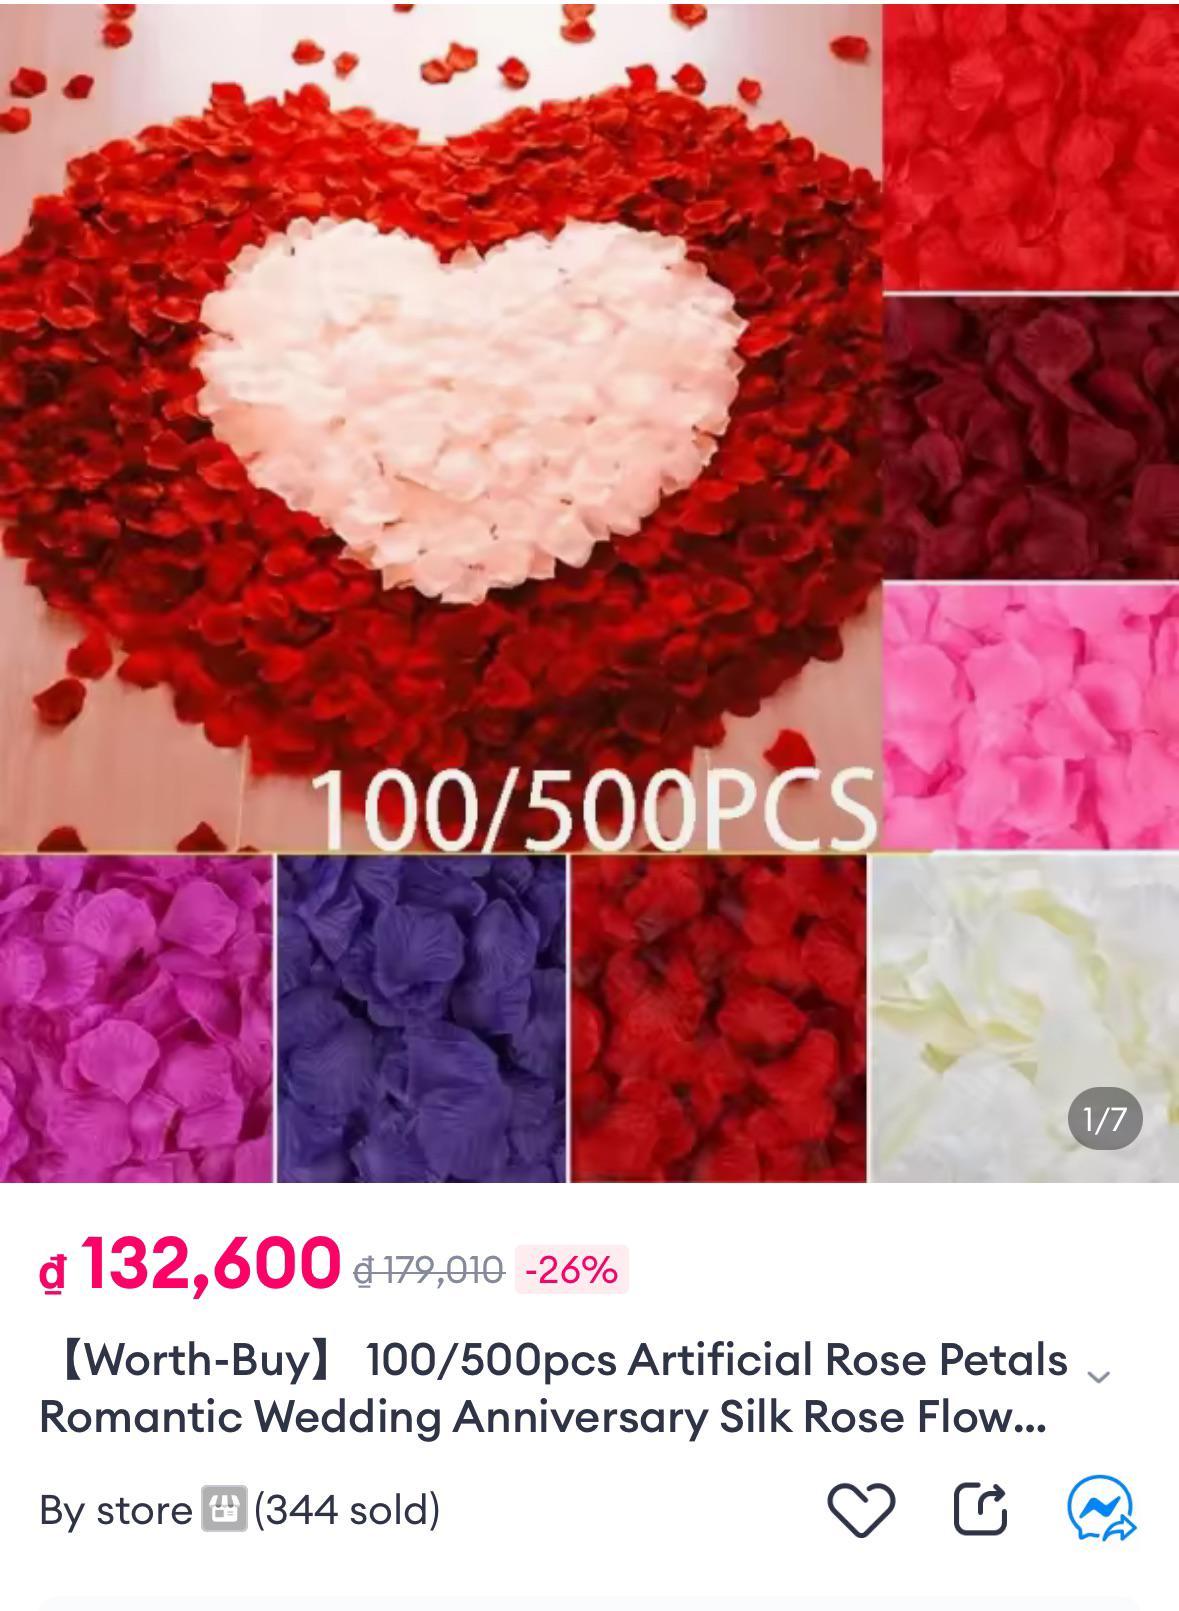 100/500PCS
1/7
₫ 132,600 ₫ 179,010 -26%
【Worth-Buy】 100/500pcs Artificial Rose Petals
Romantic Wedding Anniversary Silk Rose Flow...
By store (344 sold)